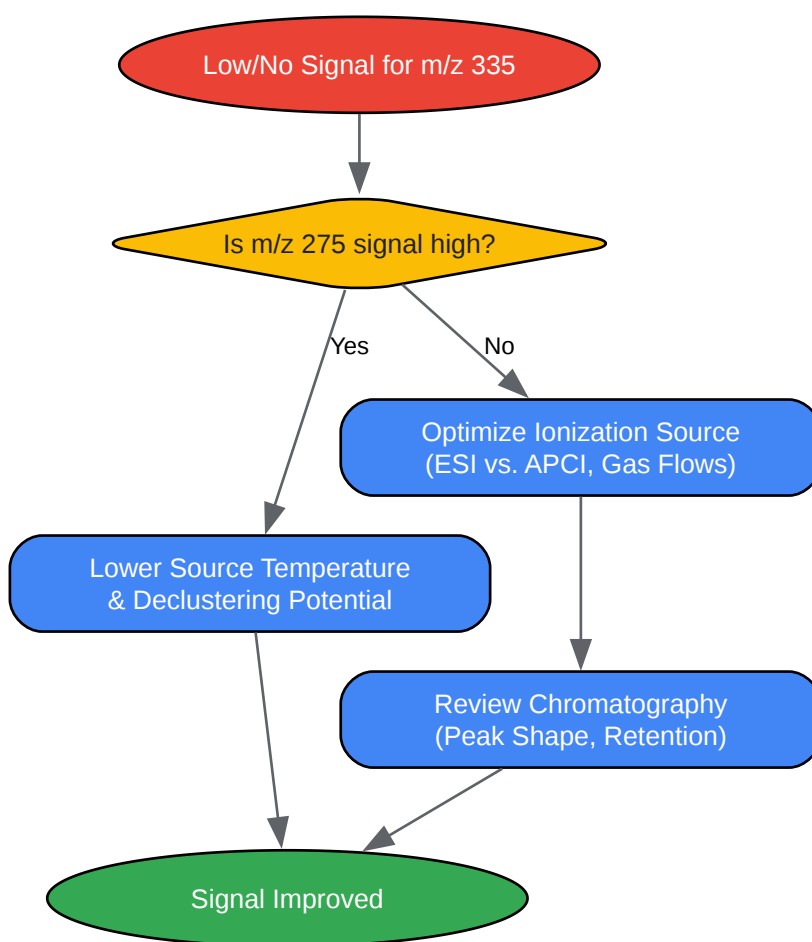 Low/No Signal for m/z 335
Is m/z 275 signal high?
Yes
No
Optimize Ionization Source
(ESI vs. APCI, Gas Flows)
Lower Source Temperature
& Declustering Potential
Review Chromatography
(Peak Shape, Retention)
Signal Improved